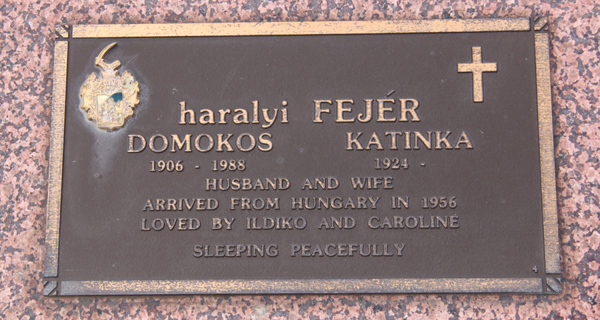 haralyi FEJÉR
DOMOKOS KATINKA
1906 - 1988 1924 -
HUSBAND AND WIFE
ARRIVED FROM HUNGARY IN 1956
LOVED BY ILDIKO AND CAROLINE
SLEEPING PEACEFULLY